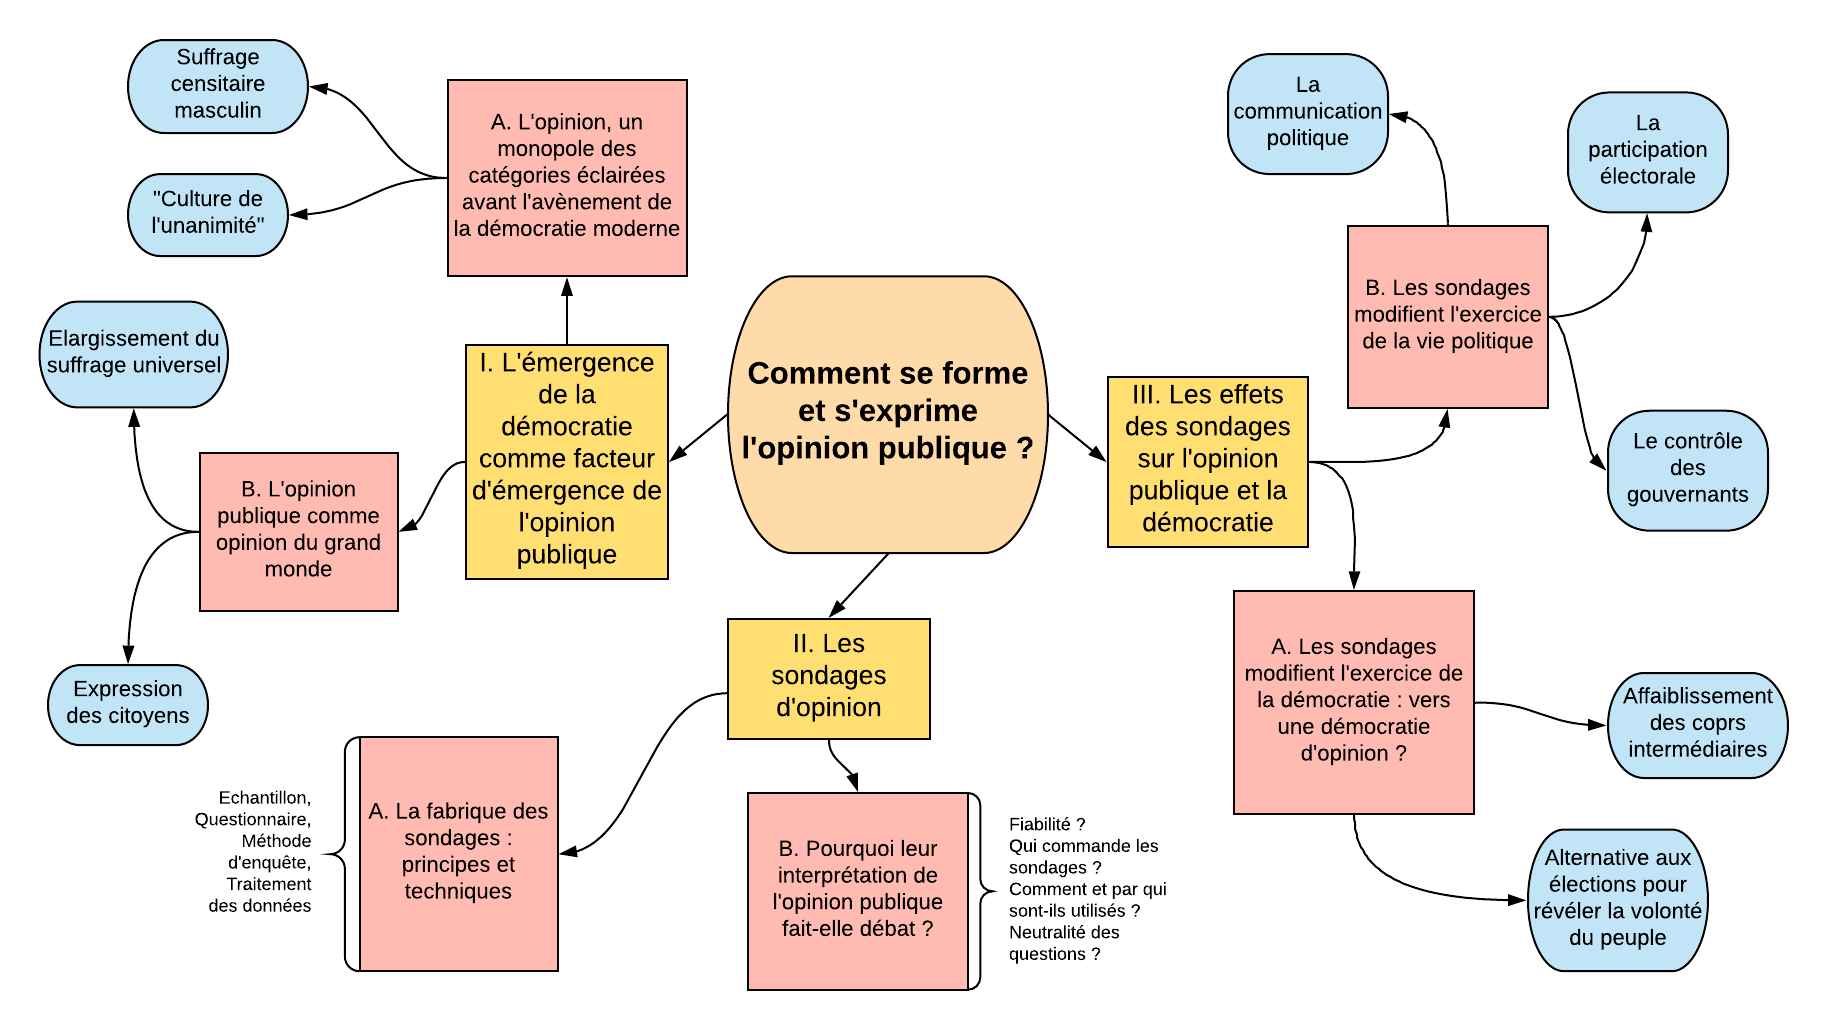 Comment se forme
et s'exprime
l'opinion publique ?
I. L'émergence
de la
démocratie
comme facteur
d'émergence de
l'opinion
publique
A. L'opinion, un
monopole des
catégories éclairées
avant l'avènement de
la démocratie moderne
Suffrage
censitaire
masculin
"Culture de
l'unanimité"
B. L'opinion
publique comme
opinion du grand
monde
Elargissement du
suffrage universel
Expression
des citoyens
II. Les
sondages
d'opinion
A. La fabrique des
sondages :
principes et
techniques
Echantillon,
Questionnaire,
Méthode
d'enquête,
Traitement
des données
B. Pourquoi leur
interprétation de
l'opinion publique
fait-elle débat ?
Fiabilité ?
Qui commande les
sondages ?
Comment et par qui
sont-ils utilisés ?
Neutralité des
questions ?
III. Les effets
des sondages
sur l'opinion
publique et la
démocratie
A. Les sondages
modifient l'exercice de
la démocratie : vers
une démocratie
d'opinion ?
Affaiblissement
des coprs
intermédiaires
Alternative aux
élections pour
révéler la volonté
du peuple
B. Les sondages
modifient l'exercice
de la vie politique
La
communication
politique
La
participation
électorale
Le contrôle
des
gouvernants